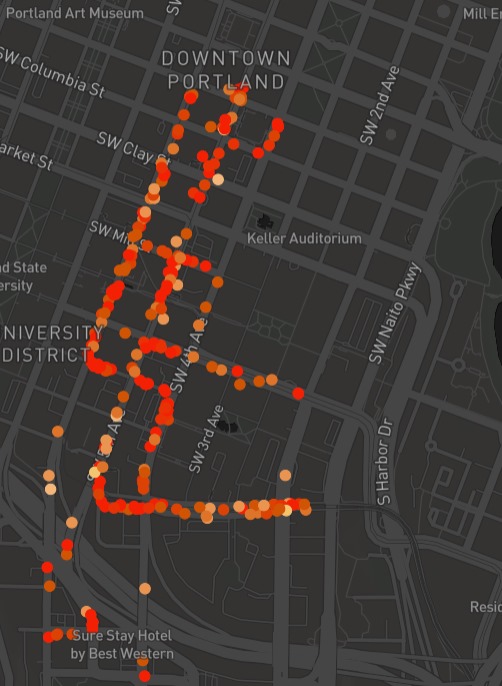 Portland Art Museum
SW
Mill E
DOWNTOWN
PORTLAND
SW Columbia St
SW 2nd Ave
SW Clay St
arket St
SW Mi
Keller Auditorium
nd State
ersity
SW Naito Pkwy
NIVERSITY
DISTRICT
SW 4th Ave
SW 3rd Ave
Ave
S Harbor Dr
Resid
Sure Stay Hotel
by Best Western